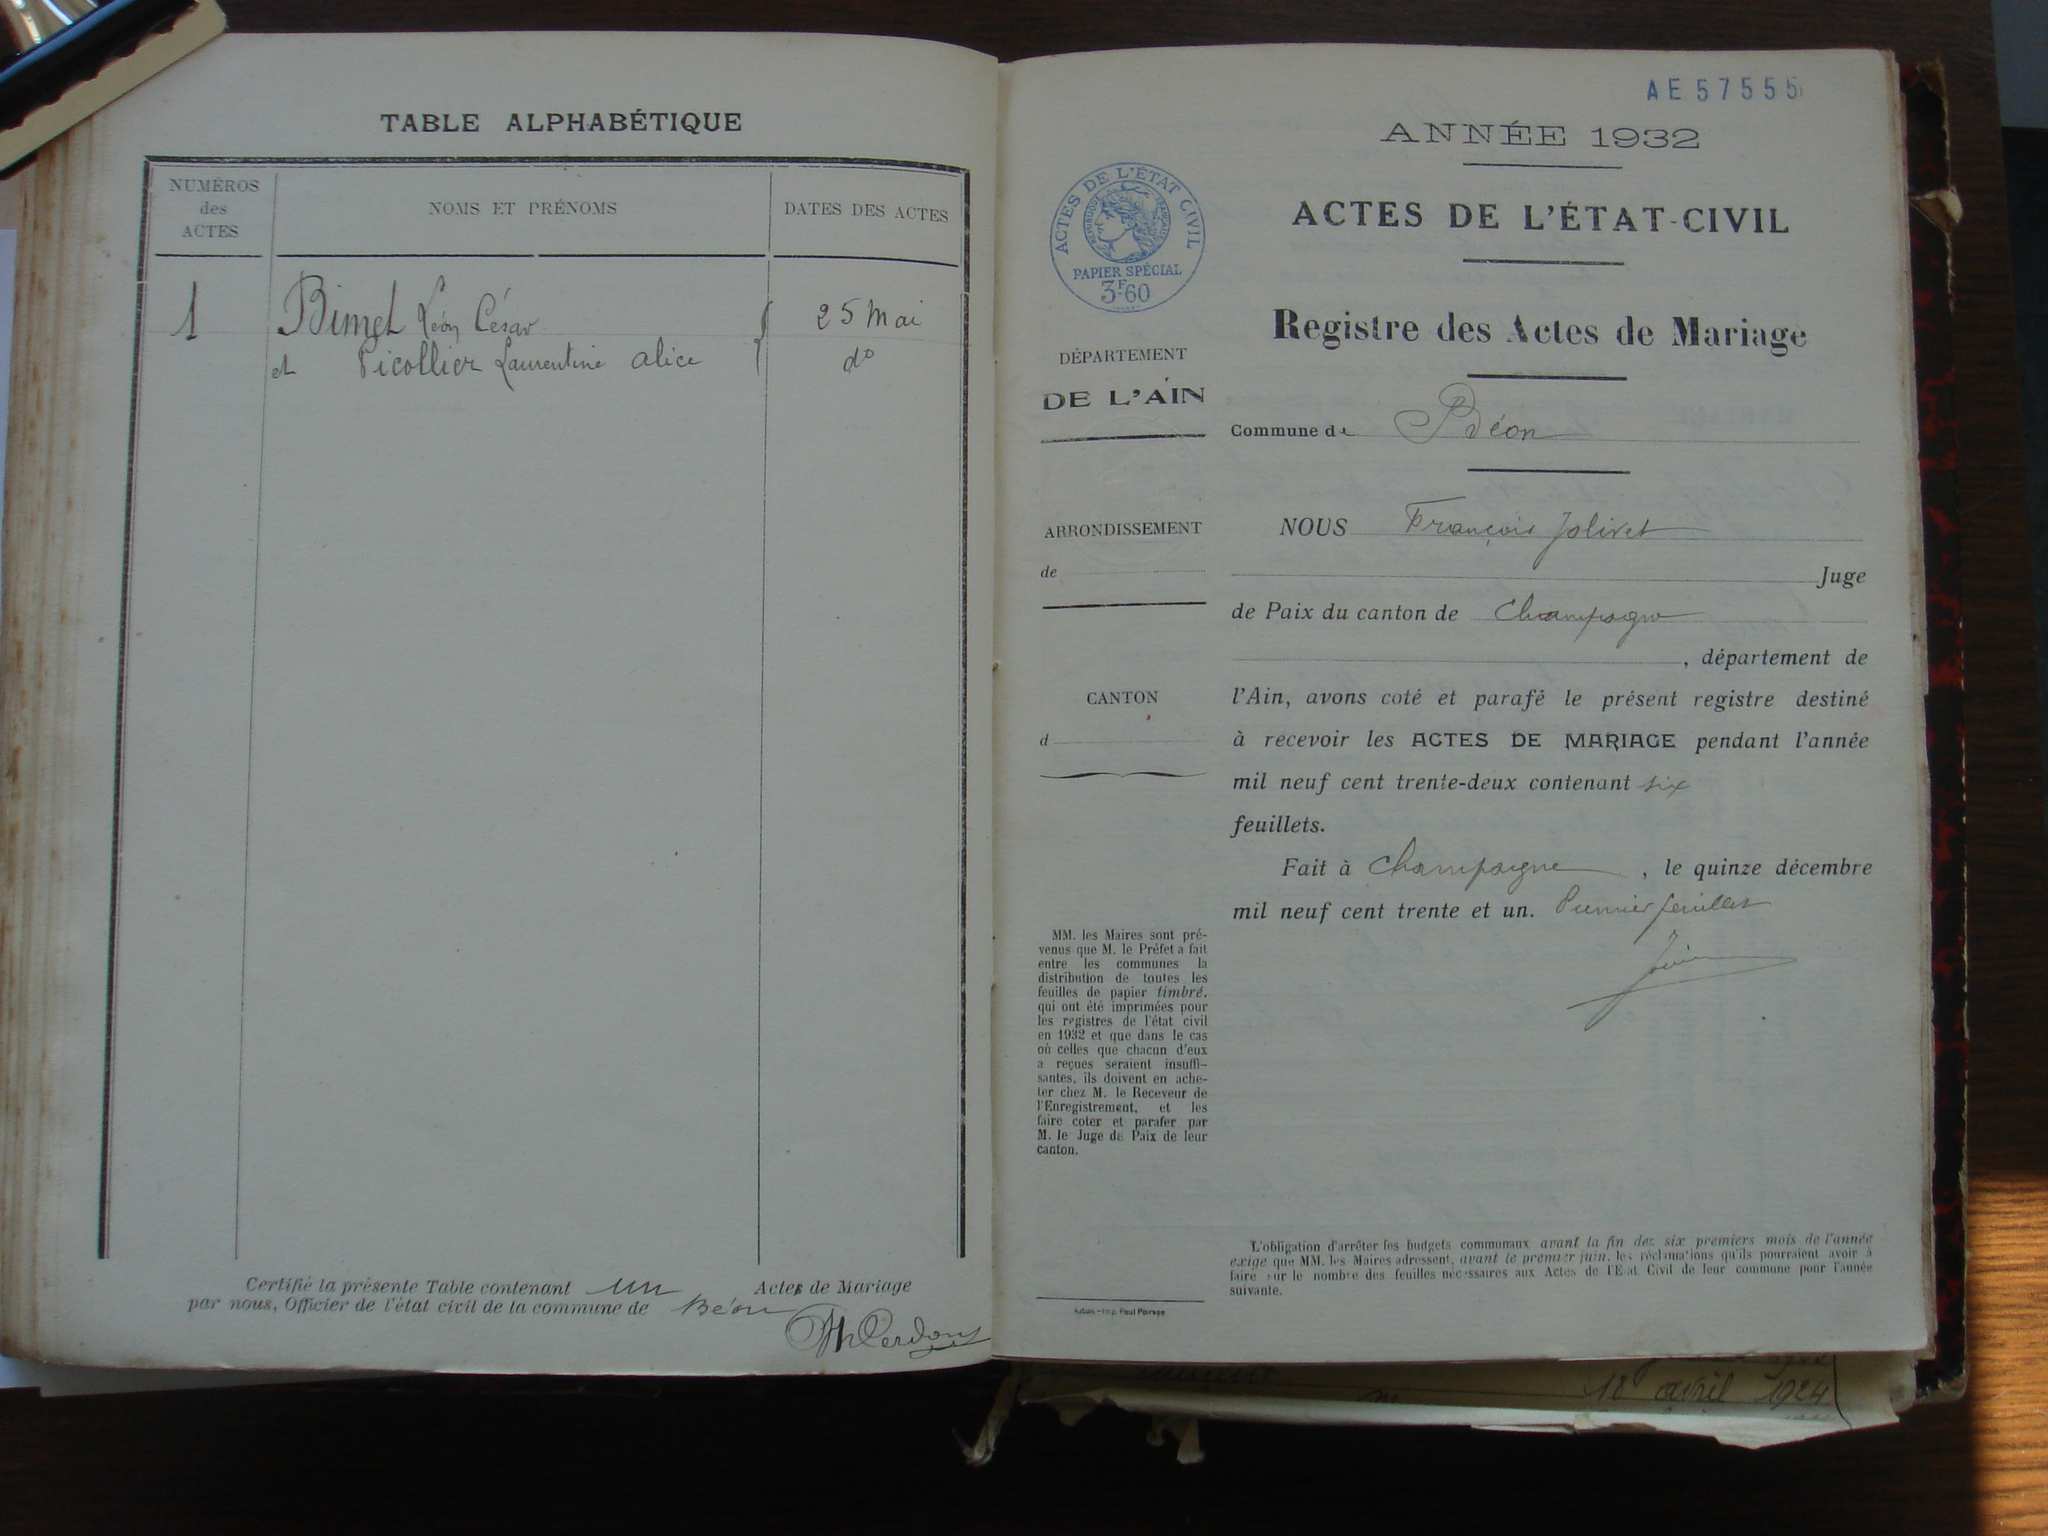 TABLE ALPHABÉTIQUE
NUMÉROS
des
ACTES
NOMS ET PRÉNOMS
DATES DES ACTES
1
Bimet Léon César
25 Mai
et Picollier Laurentine Alice
do
Certifié la présente Table contenant un Actes de Mariage
par nous, Officier de l'état civil de la commune de Béon
AE 57555
ANNÉE 1932
ACTES DE L'ÉTAT CIVIL
RÉPUBLIQUE FRANÇAISE
PAPIER SPÉCIAL
3F60
ACTES DE L'ÉTAT-CIVIL
Registre des Actes de Mariage
DÉPARTEMENT
DE L'AIN
Commune de Béon
ARRONDISSEMENT
de
NOUS François Jolivet
Juge
de Paix du canton de Champagne
, département de
CANTON
d
l'Ain, avons coté et parafé le présent registre destiné
à recevoir les ACTES DE MARIAGE pendant l'année
mil neuf cent trente-deux contenant six
feuillets.
Fait à Champagne, le quinze décembre
mil neuf cent trente et un. Premier feuillet
MM. les Maires sont pré-
venus que M. le Préfet a fait
entre les communes la
distribution de toutes les
feuilles de papier timbré.
qui ont été imprimées pour
les registres de l'état civil
en 1932 et que dans le cas
où celles que chacun d'eux
a reçues seraient insuffi-
santes, ils doivent en ache-
ter chez M. le Receveur de
l'Enregistrement, et les
faire coter et parafer par
M. le Juge de Paix de leur
canton.
L'obligation d'arrêter les budgets communaux avant la fin des six premiers mois de l'année
exige que MM. les Maires adressent, avant le premier juin, les réclamations qu'ils pourraient avoir à
faire sur le nombre des feuilles nécessaires aux Actes de l'Etat Civil de leur commune pour l'année
suivante.
Imp. Paul
12 avril 1924